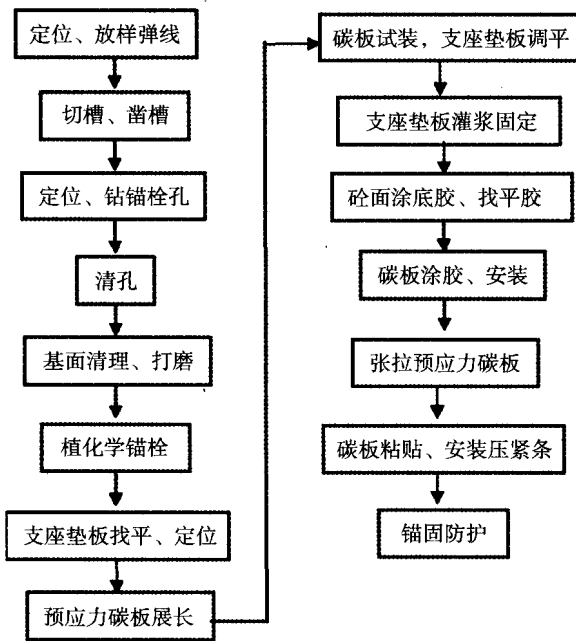 定位、放样弹线
切槽、凿槽
定位、钻锚栓孔
清孔
基面清理、打磨
植化学锚栓
支座垫板找平、定位
预应力碳板展长
碳板试装，支座垫板调平
支座垫板灌浆固定
砼面涂底胶、找平胶
碳板涂胶、安装
张拉预应力碳板
碳板粘贴、安装压紧条
锚固防护